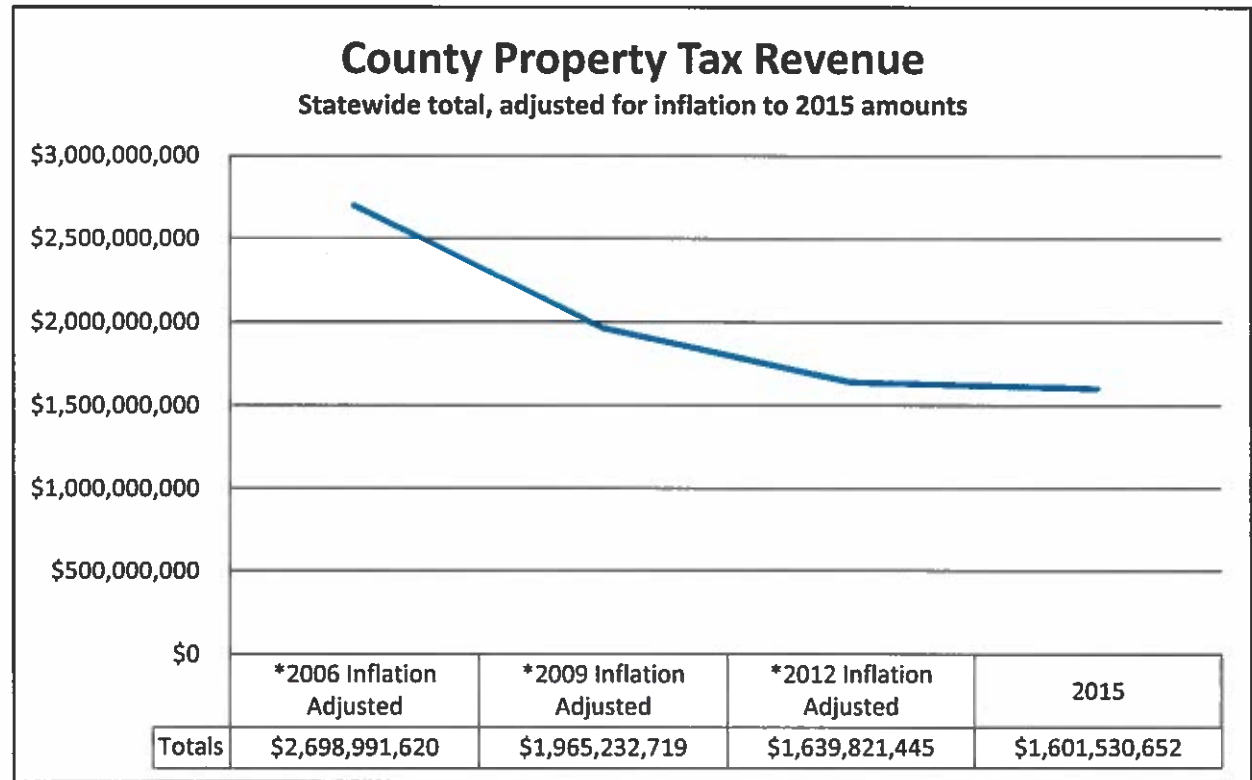 County Property Tax Revenue
Statewide total, adjusted for inflation to 2015 amounts
$3,000,000,000
$2,500,000,000
$2,000,000,000
$1,500,000,000
$1,000,000,000
$500,000,000
$0
*2006 Inflation Adjusted
*2009 Inflation Adjusted
*2012 Inflation Adjusted
2015
Totals $2,698,991,620 $1,965,232,719 $1,639,821,445 $1,601,530,652